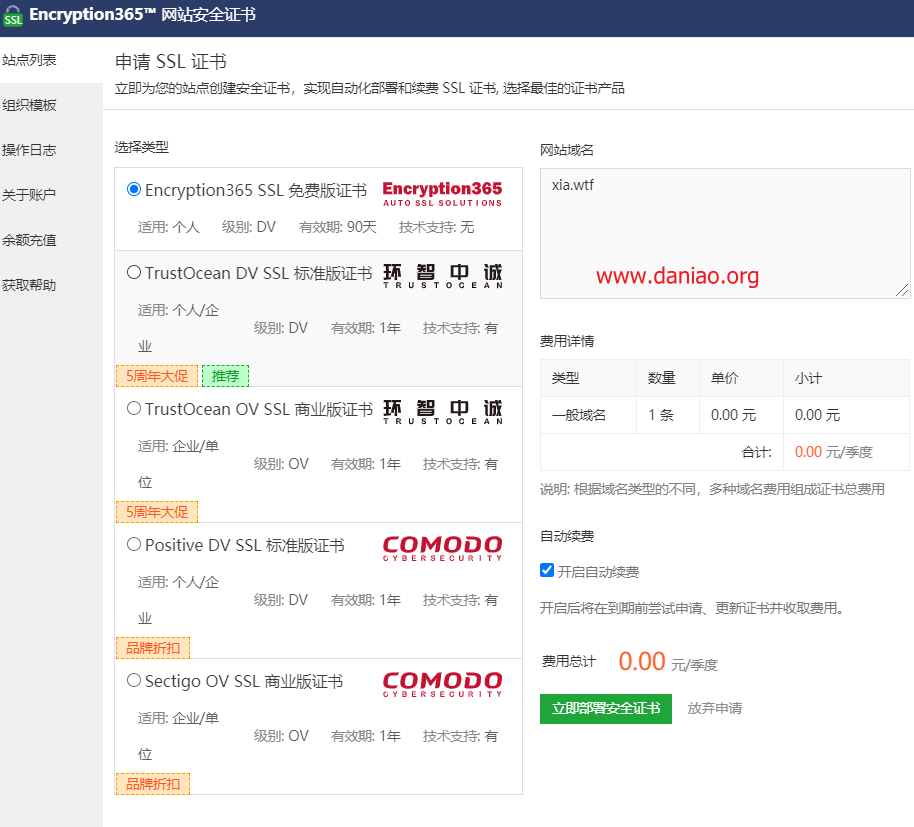 SSL Encryption365™ 网站安全证书
站点列表
组织模板
操作日志
关于账户
余额充值
获取帮助
申请 SSL 证书
立即为您的站点创建安全证书，实现自动化部署和续费 SSL 证书, 选择最佳的证书产品
选择类型
Encryption365 SSL 免费版证书 Encryption365
AUTO SSL SOLUTIONS
适用: 个人 级别: DV 有效期: 90天 技术支持: 无
TrustOcean DV SSL 标准版证书 环智中诚
TRUSTOCEAN
适用: 个人/企
业 级别: DV 有效期: 1年 技术支持: 有
5周年大促 推荐
TrustOcean OV SSL 商业版证书 环智中诚
TRUSTOCEAN
适用: 企业/单
位 级别: OV 有效期: 1年 技术支持: 有
5周年大促
Positive DV SSL 标准版证书 COMODO
CYBERSECURITY
适用: 个人/企
业 级别: DV 有效期: 1年 技术支持: 有
品牌折扣
Sectigo OV SSL 商业版证书 COMODO
CYBERSECURITY
适用: 企业/单
位 级别: OV 有效期: 1年 技术支持: 有
品牌折扣
网站域名
xia.wtf
www.daniao.org
费用详情
类型 数量 单价 小计
一般域名 1 条 0.00 元 0.00 元
合计: 0.00 元/季度
说明: 根据域名类型的不同，多种域名费用组成证书总费用
自动续费
开启自动续费
开启后将在到期前尝试申请、更新证书并收取费用。
费用总计 0.00 元/季度
立即部署安全证书 放弃申请